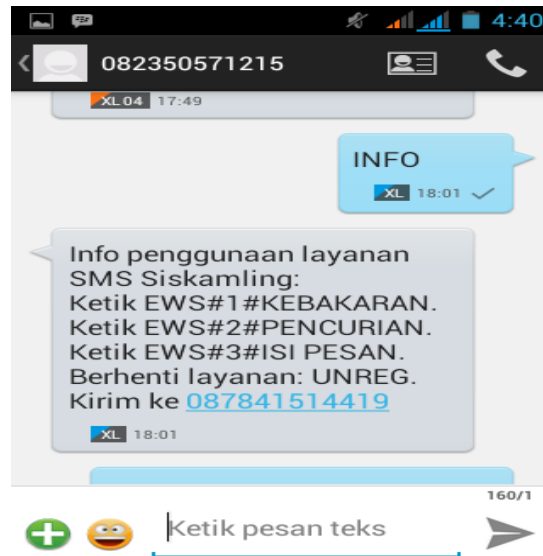 4:40
082350571215
XL04 17:49
INFO
XL 18:01
Info penggunaan layanan
SMS Siskamling:
Ketik EWS#1#KEBAKARAN.
Ketik EWS#2#PENCURIAN.
Ketik EWS#3#ISI PESAN.
Berhenti layanan: UNREG.
Kirim ke 087841514419
XL 18:01
160/1
Ketik pesan teks